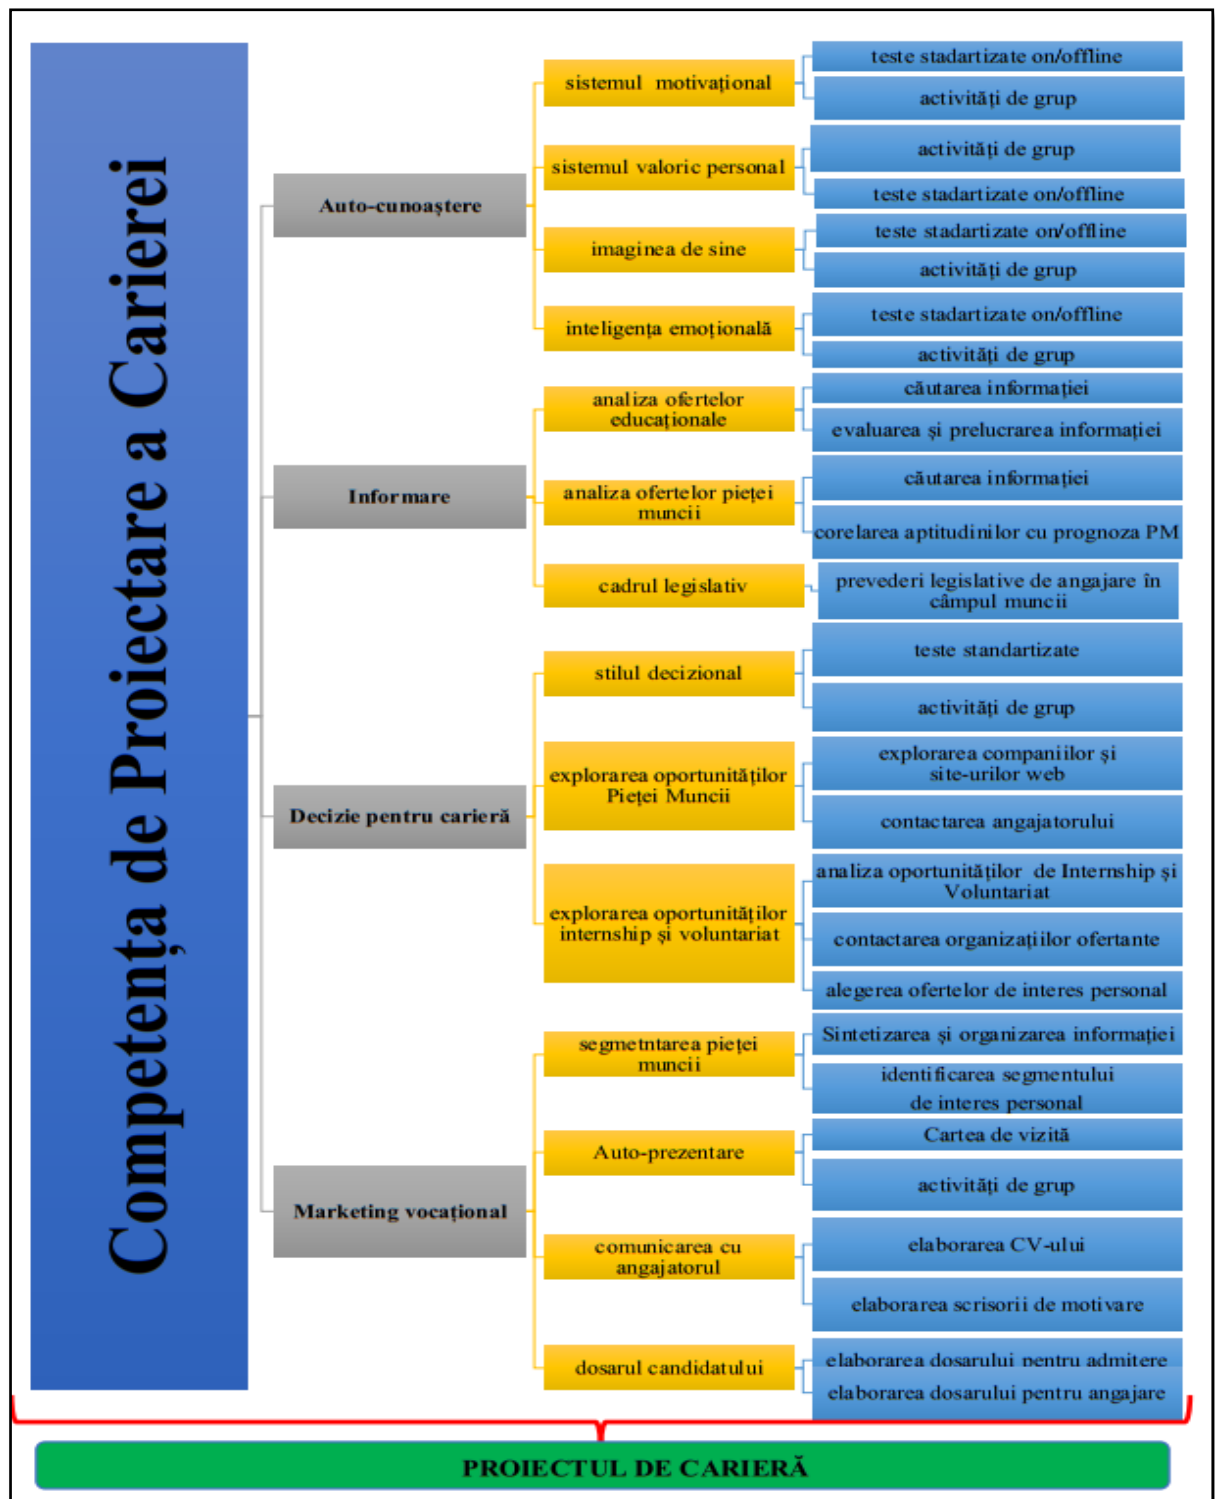 Competența de Proiectare a Carierei
Auto-cunoaștere
sistemul motivațional
teste stadartizate on/offline
activități de grup
sistemul valoric personal
activități de grup
teste stadartizate on/offline
imaginea de sine
teste stadartizate on/offline
activități de grup
inteligența emoțională
teste stadartizate on/offline
activități de grup
Informare
analiza ofertelor
educaționale
căutarea informației
evaluarea și prelucrarea informației
analiza ofertelor pieței
muncii
căutarea informației
corelarea aptitudinilor cu prognoza PM
cadrul legislativ
prevederi legislative de angajare în
câmpul muncii
Decizie pentru carieră
stilul decizional
teste standartizate
activități de grup
explorarea oportunităților
Pieței Muncii
explorarea companiilor și
site-urilor web
contactarea angajatorului
explorarea oportunităților
internship și voluntariat
analiza oportunităților de Internship și
Voluntariat
contactarea organizațiilor ofertante
alegerea ofertelor de interes personal
Marketing vocațional
segmetntarea pieței
muncii
Sintetizarea și organizarea informației
identificarea segmentului
de interes personal
Auto-prezentare
Cartea de vizită
activități de grup
comunicarea cu
angajatorul
elaborarea CV-ului
elaborarea scrisorii de motivare
dosarul candidatului
elaborarea dosarului pentru admitere
elaborarea dosarului pentru angajare
PROIECTUL DE CARIERĂ